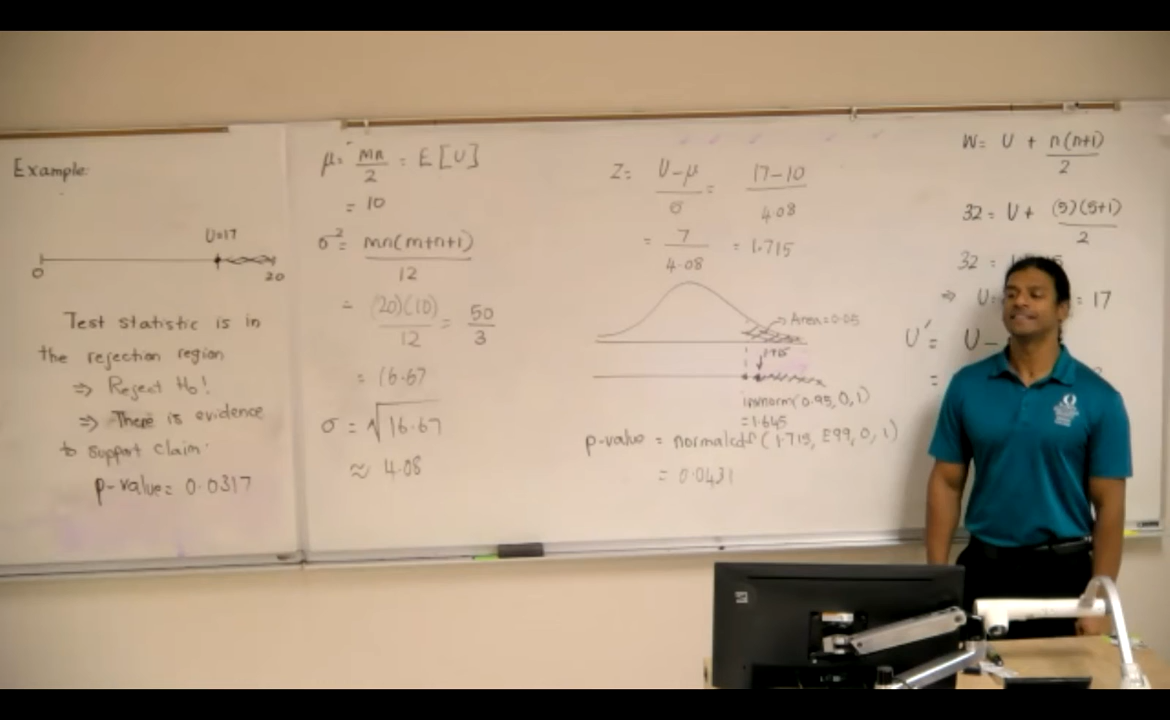 Example:
U=17
0
20
Test statistic is in
the rejection region
⇒ Reject Ho!
⇒ There is evidence
to support claim.
p-value = 0.0317
μ = mn/2 = E[U]
= 10
σ² = mn(m+n+1)/12
= (20)(10)/12 = 50/3
= 16.67
σ = √16.67
≈ 4.08
Z = U-μ/σ = 17-10/4.08
= 7/4.08 = 1.715
Area=0.05
1.715
invnorm(0.95,0,1)
=1.645
p-value = normalcdf(1.715, E99, 0, 1)
= 0.0431
W = U + n(n+1)/2
32 = U + (5)(5+1)/2
32 =
⇒ U = = 17
U' = U -
=